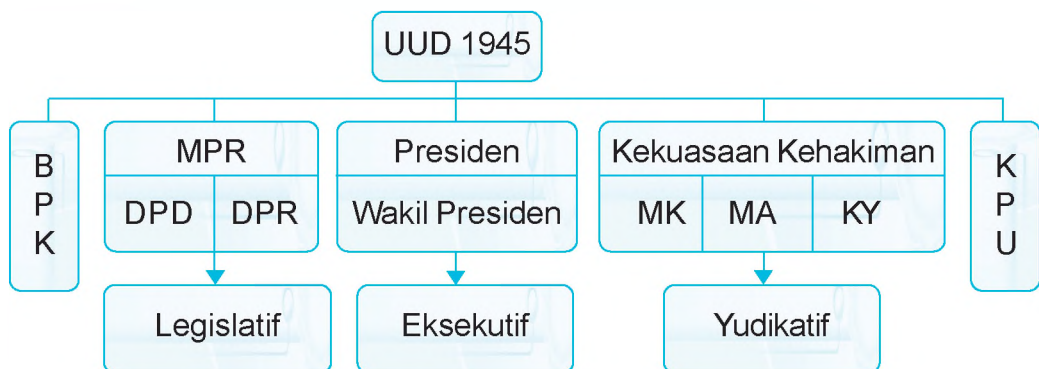 UUD 1945
B
P
K
MPR
DPD DPR
Presiden
Wakil Presiden
Kekuasaan Kehakiman
MK MA KY
K
P
U
Legislatif
Eksekutif
Yudikatif